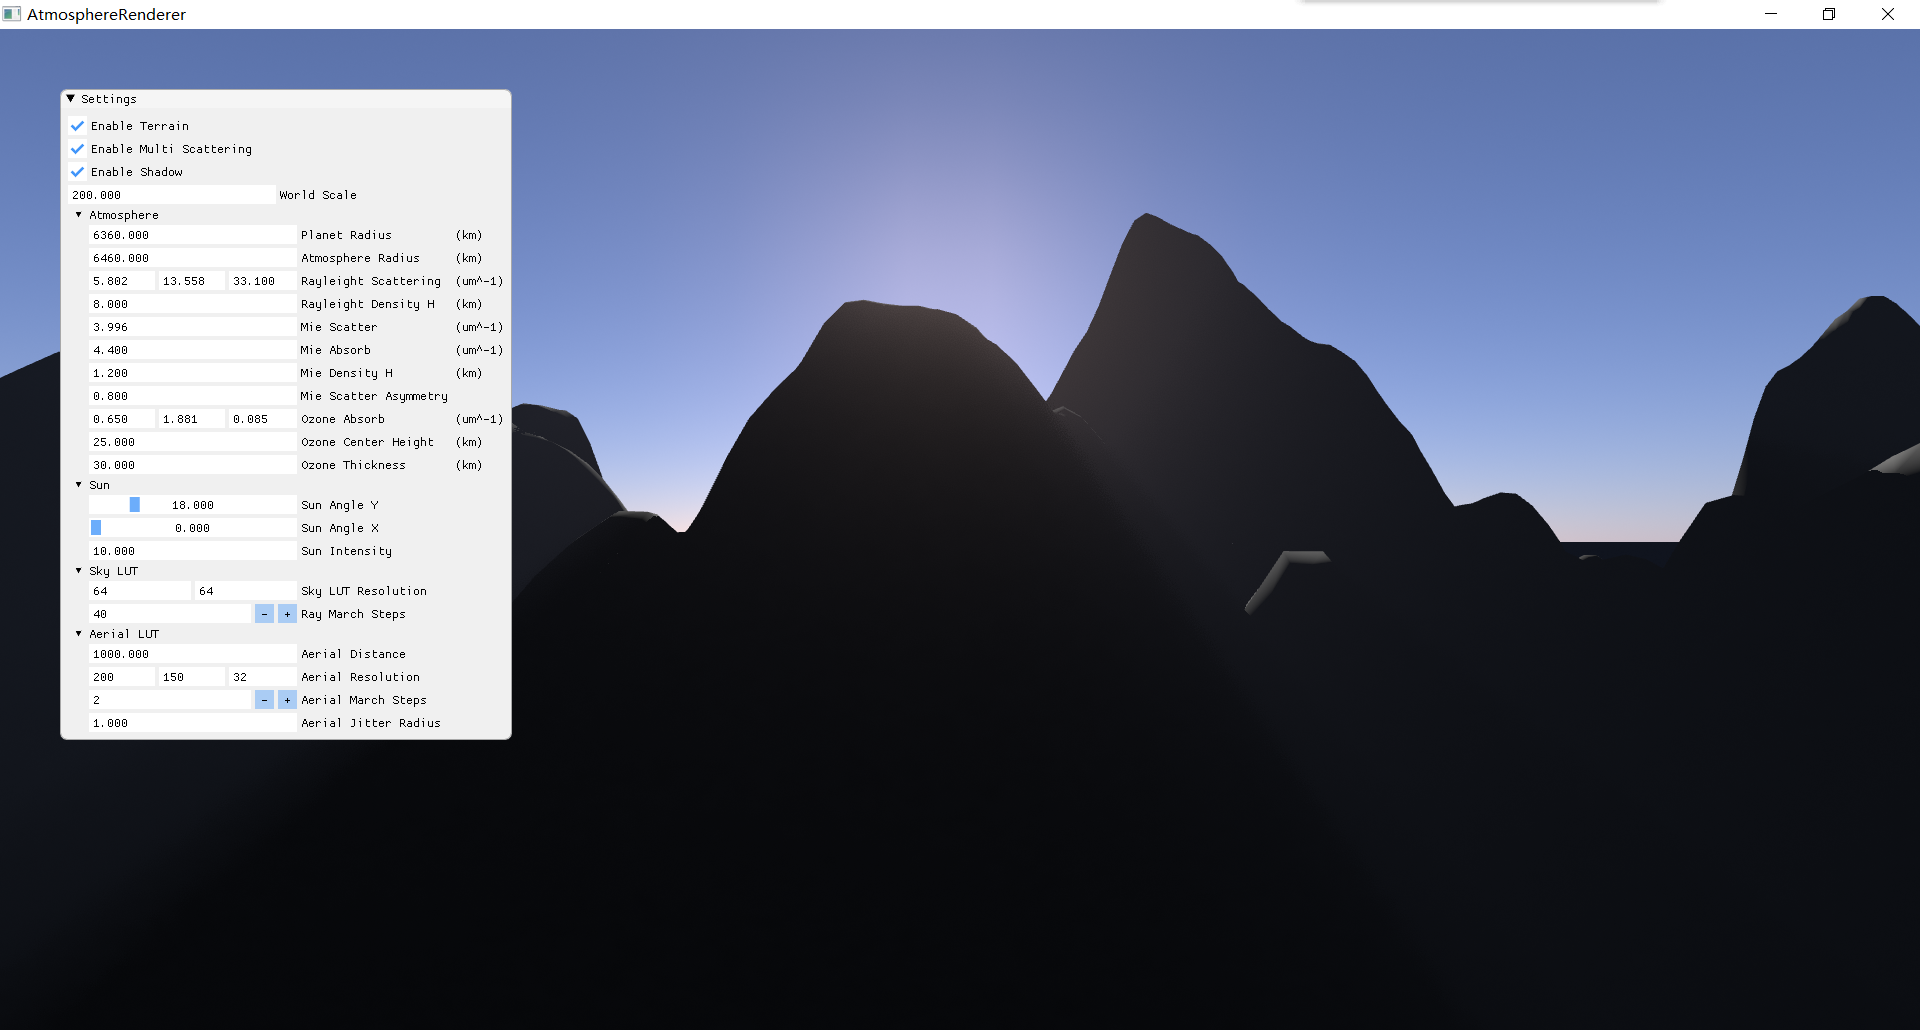 AtmosphereRenderer
Settings
Enable Terrain
Enable Multi Scattering
Enable Shadow
200.000 World Scale
Atmosphere
6360.000 Planet Radius (km)
6460.000 Atmosphere Radius (km)
5.802 13.558 33.100 Rayleight Scattering (um^-1)
8.000 Rayleight Density H (km)
3.996 Mie Scatter (um^-1)
4.400 Mie Absorb (um^-1)
1.200 Mie Density H (km)
0.800 Mie Scatter Asymmetry
0.650 1.881 0.085 Ozone Absorb (um^-1)
25.000 Ozone Center Height (km)
30.000 Ozone Thickness (km)
Sun
18.000 Sun Angle Y
0.000 Sun Angle X
10.000 Sun Intensity
Sky LUT
64 64 Sky LUT Resolution
40 - + Ray March Steps
Aerial LUT
1000.000 Aerial Distance
200 150 32 Aerial Resolution
2 - + Aerial March Steps
1.000 Aerial Jitter Radius